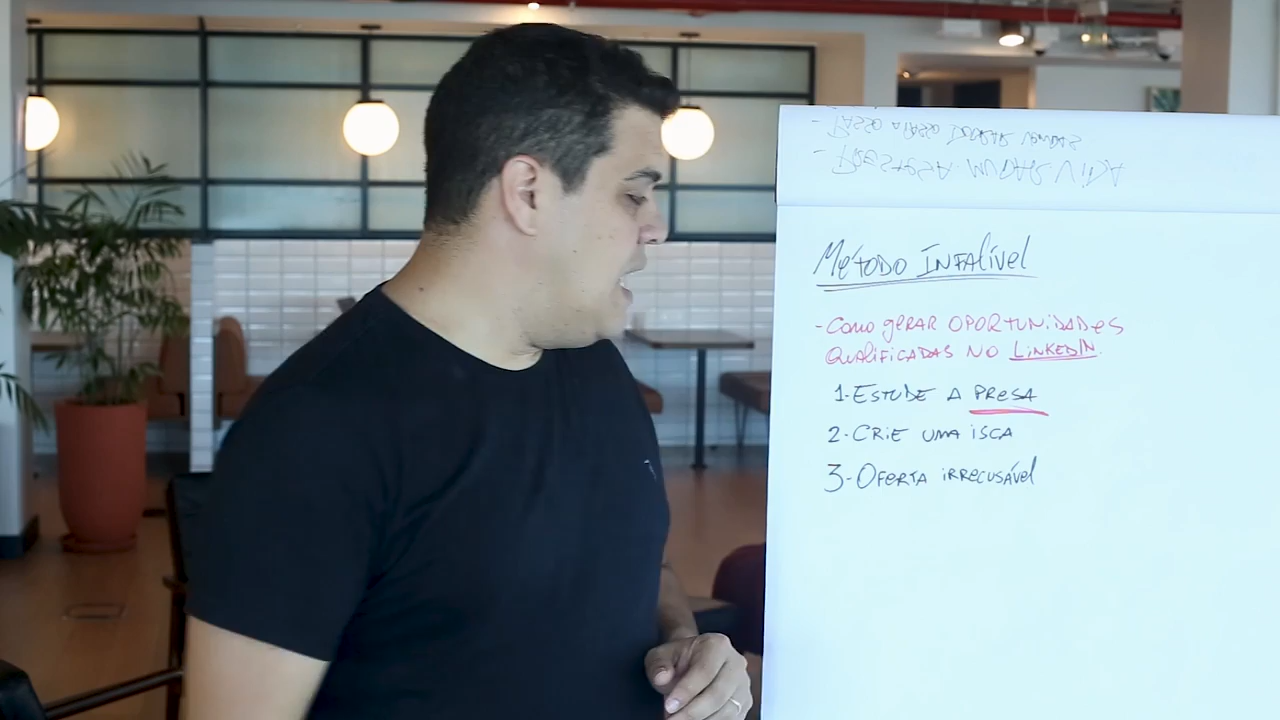 Método Infalível
- Como gerar oportunidades
qualificadas no LinkedIn.
1- Estude a presa
2- Crie uma isca
3- Oferta irrecusável